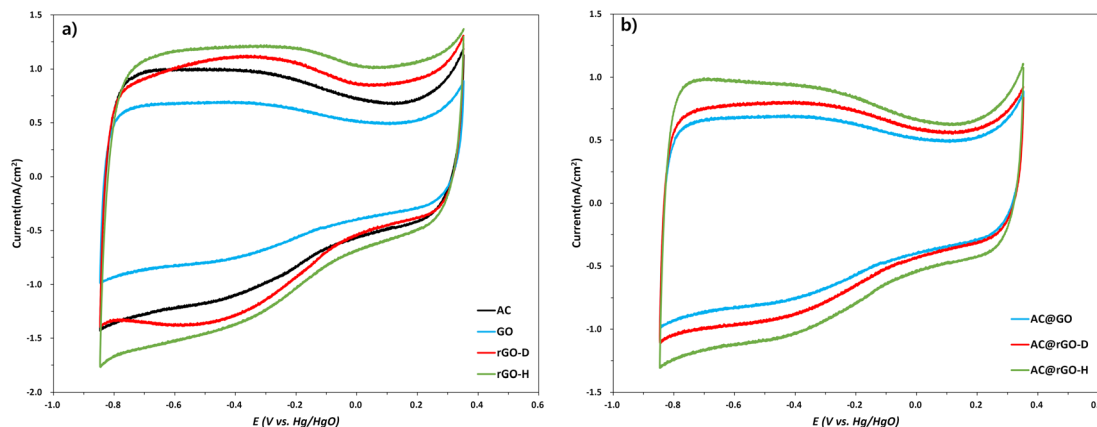 a)
Current(mA/cm²)
1.5
1.0
0.5
0.0
-0.5
-1.0
-1.5
-2.0
-1.0 -0.8 -0.6 -0.4 -0.2 0.0 0.2 0.4 0.6
E (V vs. Hg/HgO)
AC
GO
rGO-D
rGO-H
b)
Current(mA/cm²)
1.5
1.0
0.5
0.0
-0.5
-1.0
-1.5
-1.0 -0.8 -0.6 -0.4 -0.2 0.0 0.2 0.4 0.6
E (V vs. Hg/HgO)
AC@GO
AC@rGO-D
AC@rGO-H